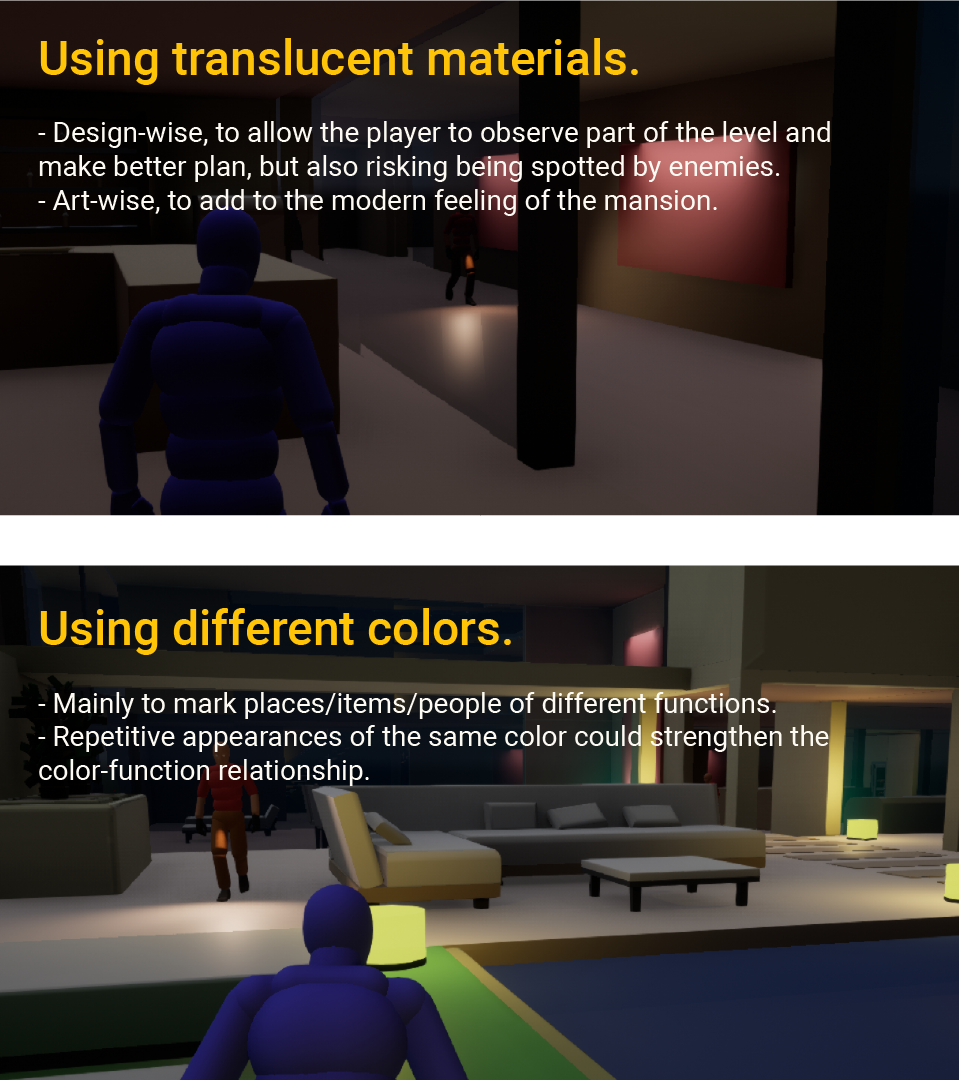 Using translucent materials.
- Design-wise, to allow the player to observe part of the level and
make better plan, but also risking being spotted by enemies.
- Art-wise, to add to the modern feeling of the mansion.
Using different colors.
- Mainly to mark places/items/people of different functions.
- Repetitive appearances of the same color could strengthen the
color-function relationship.